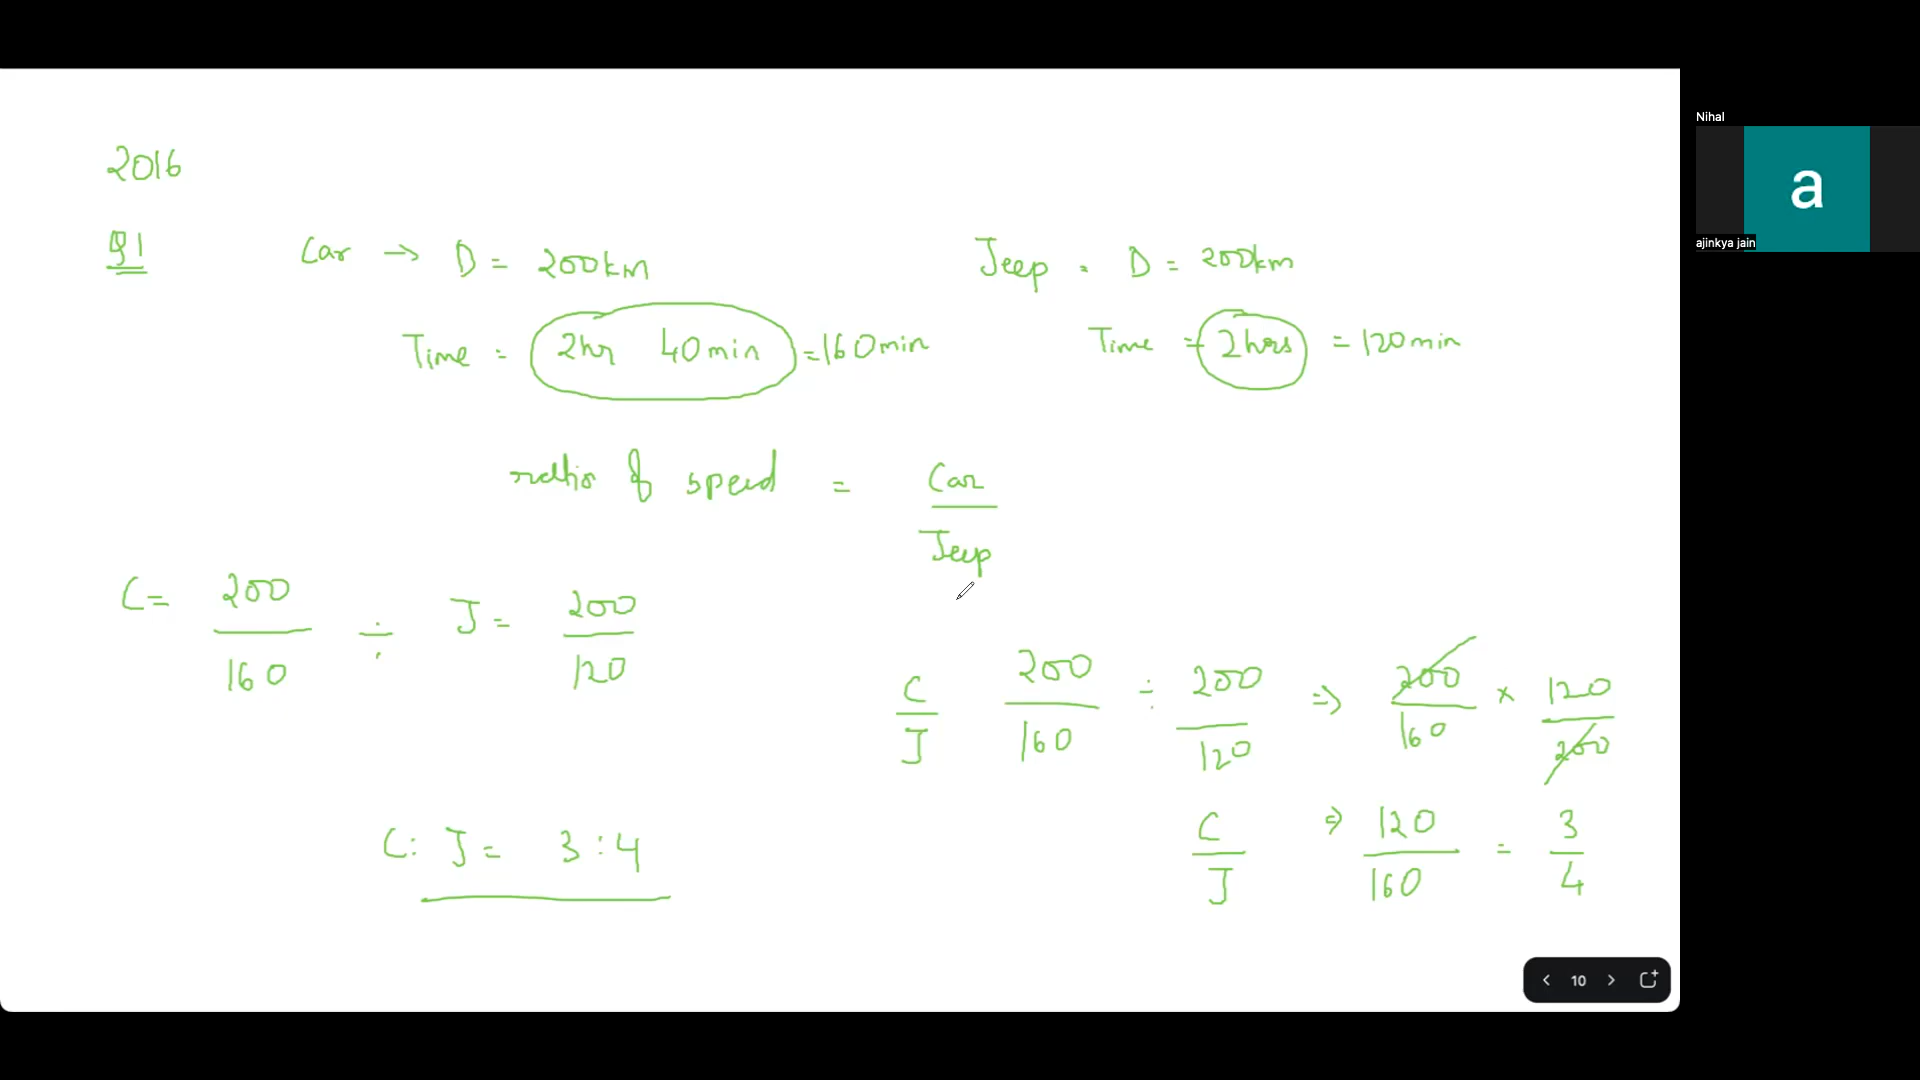 2016
Q1 Car → D = 200km Jeep . D = 200km
Time = 2hr 40min = 160min Time = 2hrs = 120min
ratio of speed = Car / Jeep
C = 200/160 ÷ J = 200/120
C/J 200/160 ÷ 200/120 ⇒ 200/160 × 120/200
C : J = 3 : 4
C/J ⇒ 120/160 = 3/4
10
Nihal
a
ajinkya jain